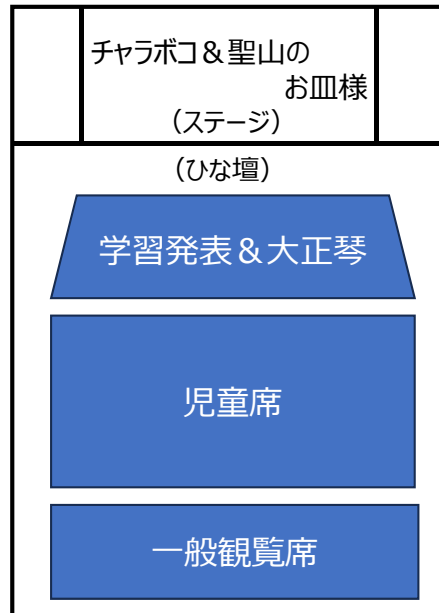 チャラボコ＆聖山の
お皿様
（ステージ）
（ひな壇）
学習発表＆大正琴
児童席
一般観覧席